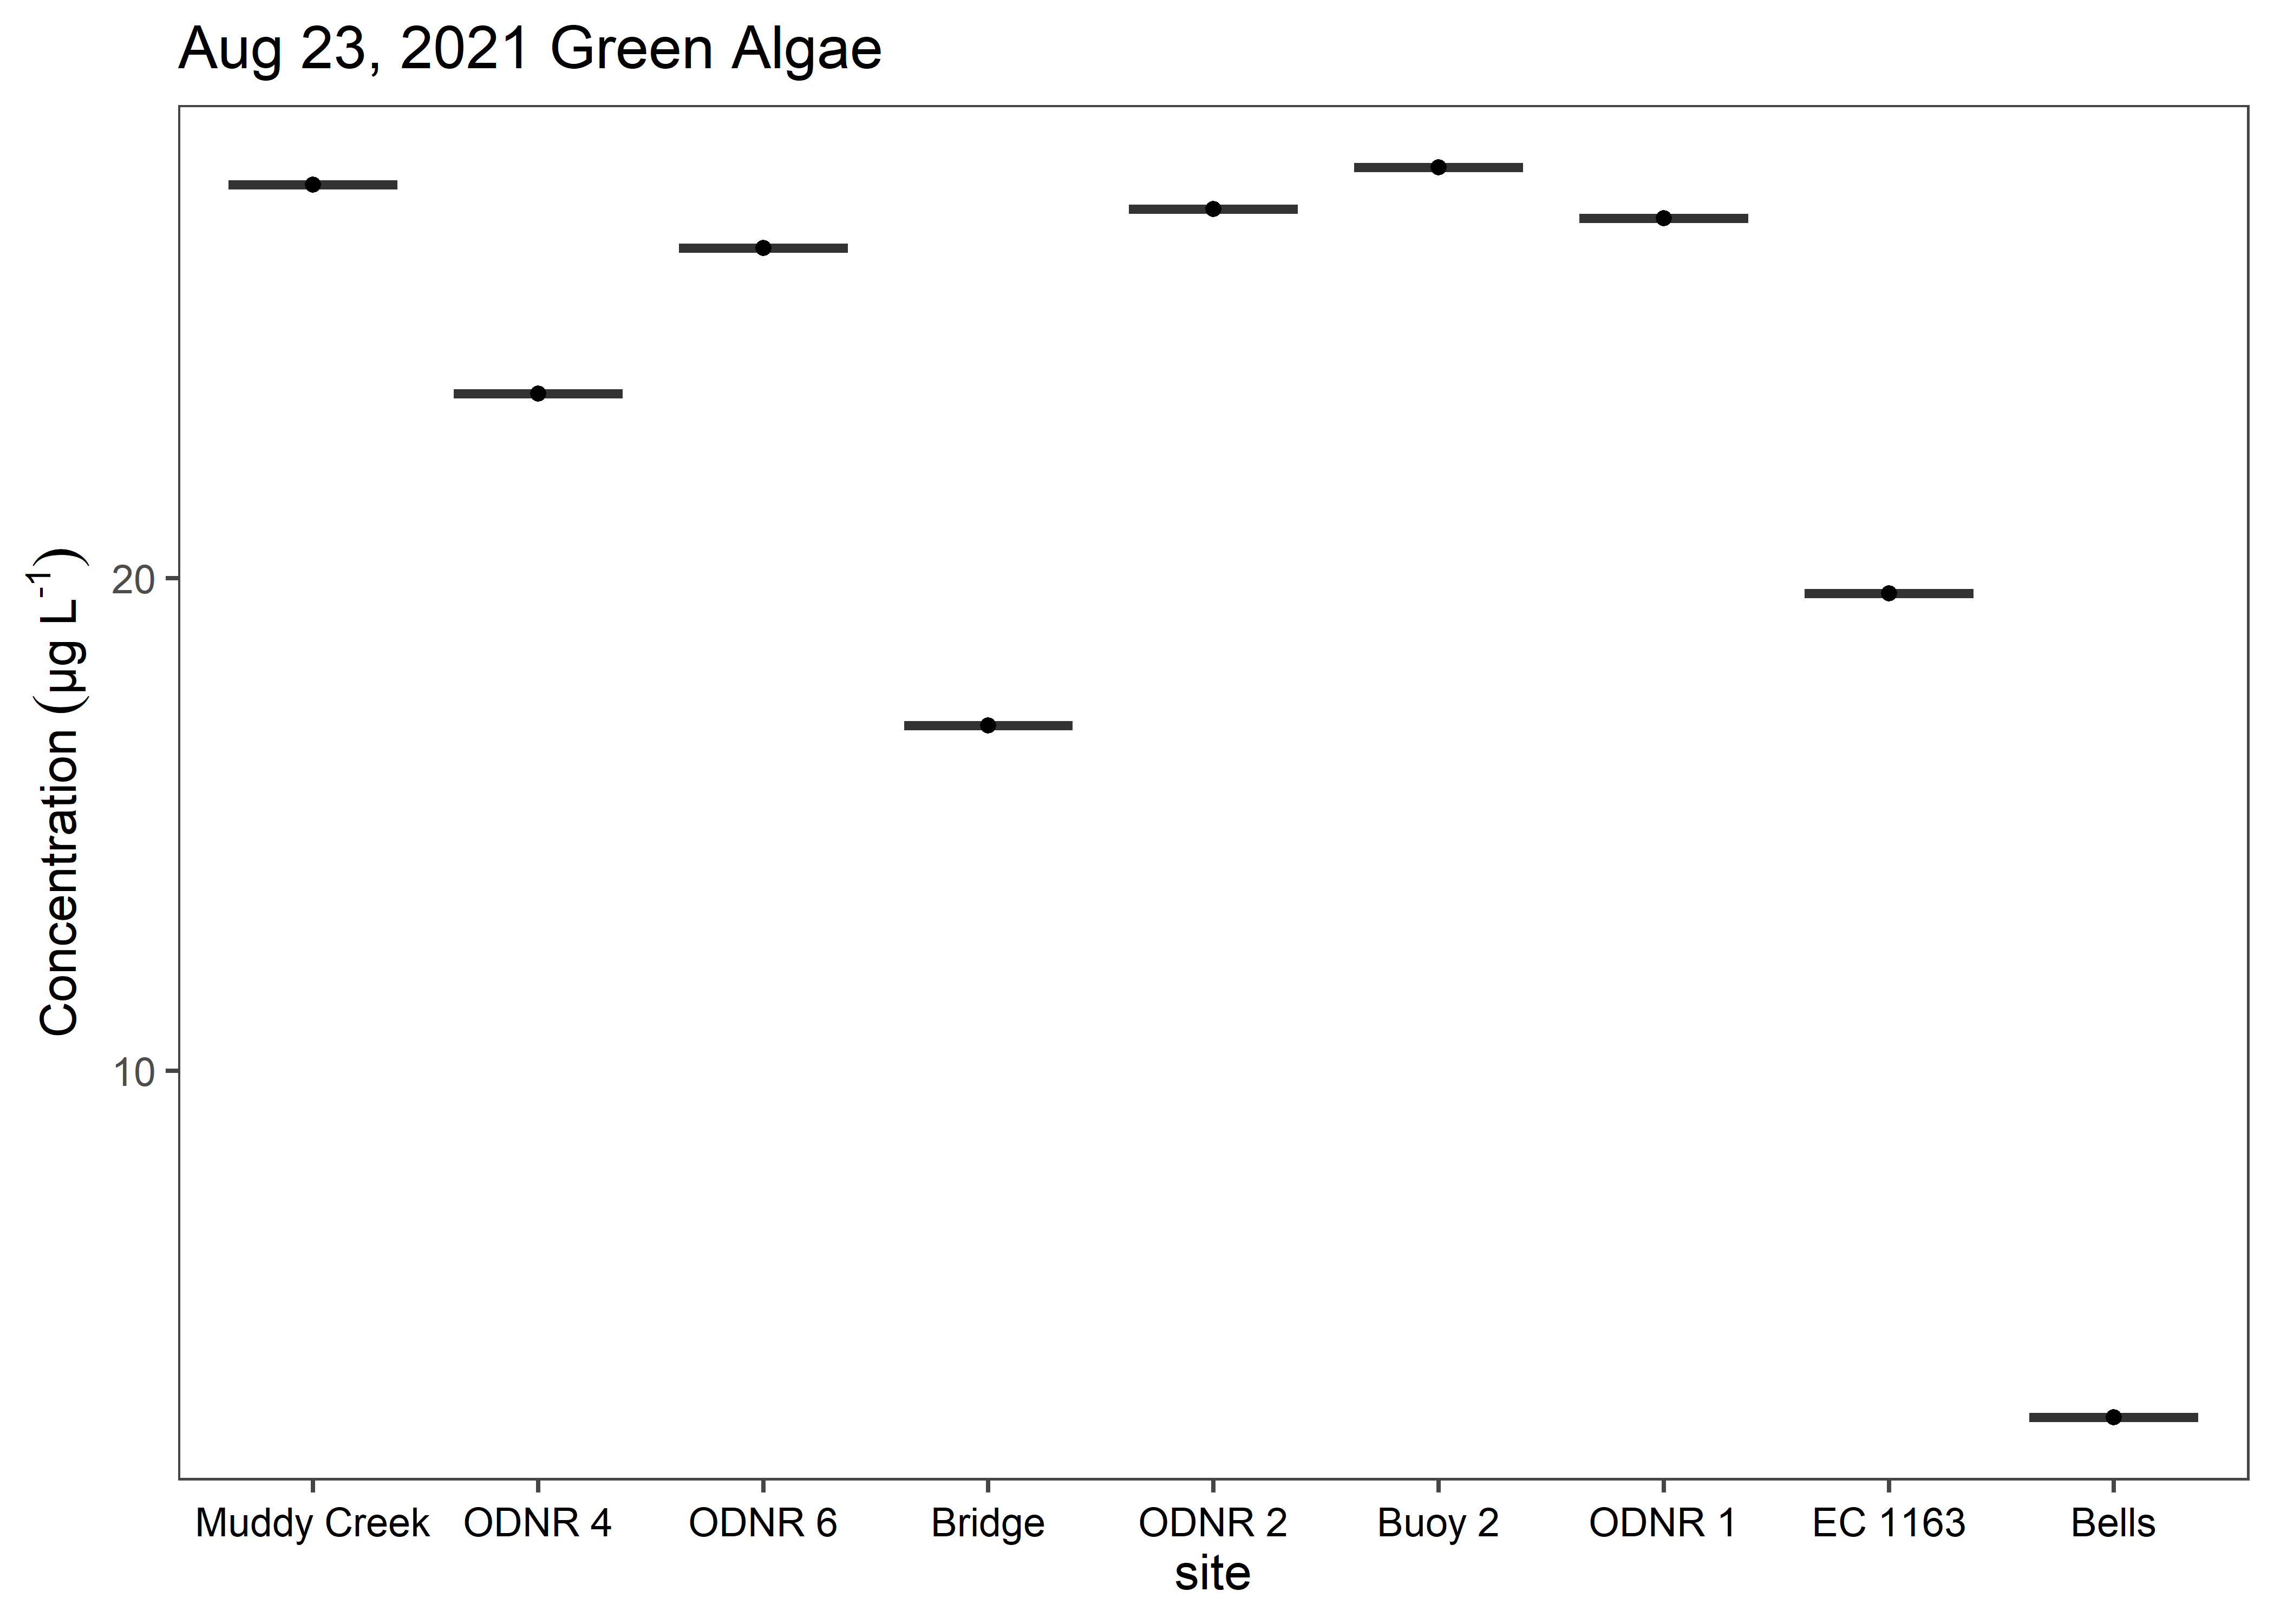 Aug 23, 2021 Green Algae
Concentration (µg L⁻¹)
20
10
Muddy Creek ODNR 4 ODNR 6 Bridge ODNR 2 Buoy 2 ODNR 1 EC 1163 Bells
site